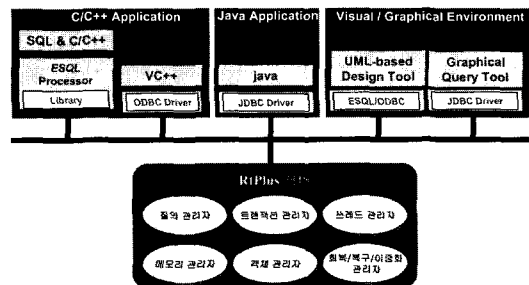 C/C++ Application
Java Application
Visual / Graphical Environment
SQL & C/C++
ESQL
Processor
Library
VC++
ODBC Driver
java
JDBC Driver
UML-based
Design Tool
ESQL/ODBC
Graphical
Query Tool
JDBC Driver
RtPlus
질의 관리자
트랜잭션 관리자
쓰레드 관리자
메모리 관리자
객체 관리자
회복/복구/이중화
관리자